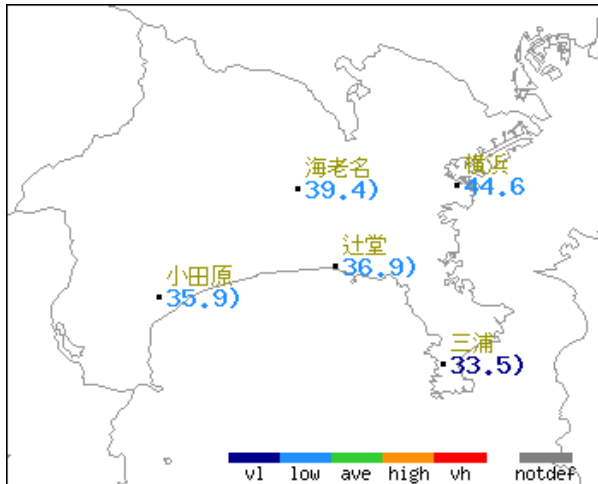 海老名
39.4)
横浜
44.6
辻堂
36.9)
小田原
35.9)
三浦
33.5)
vl low ave high vh notdef